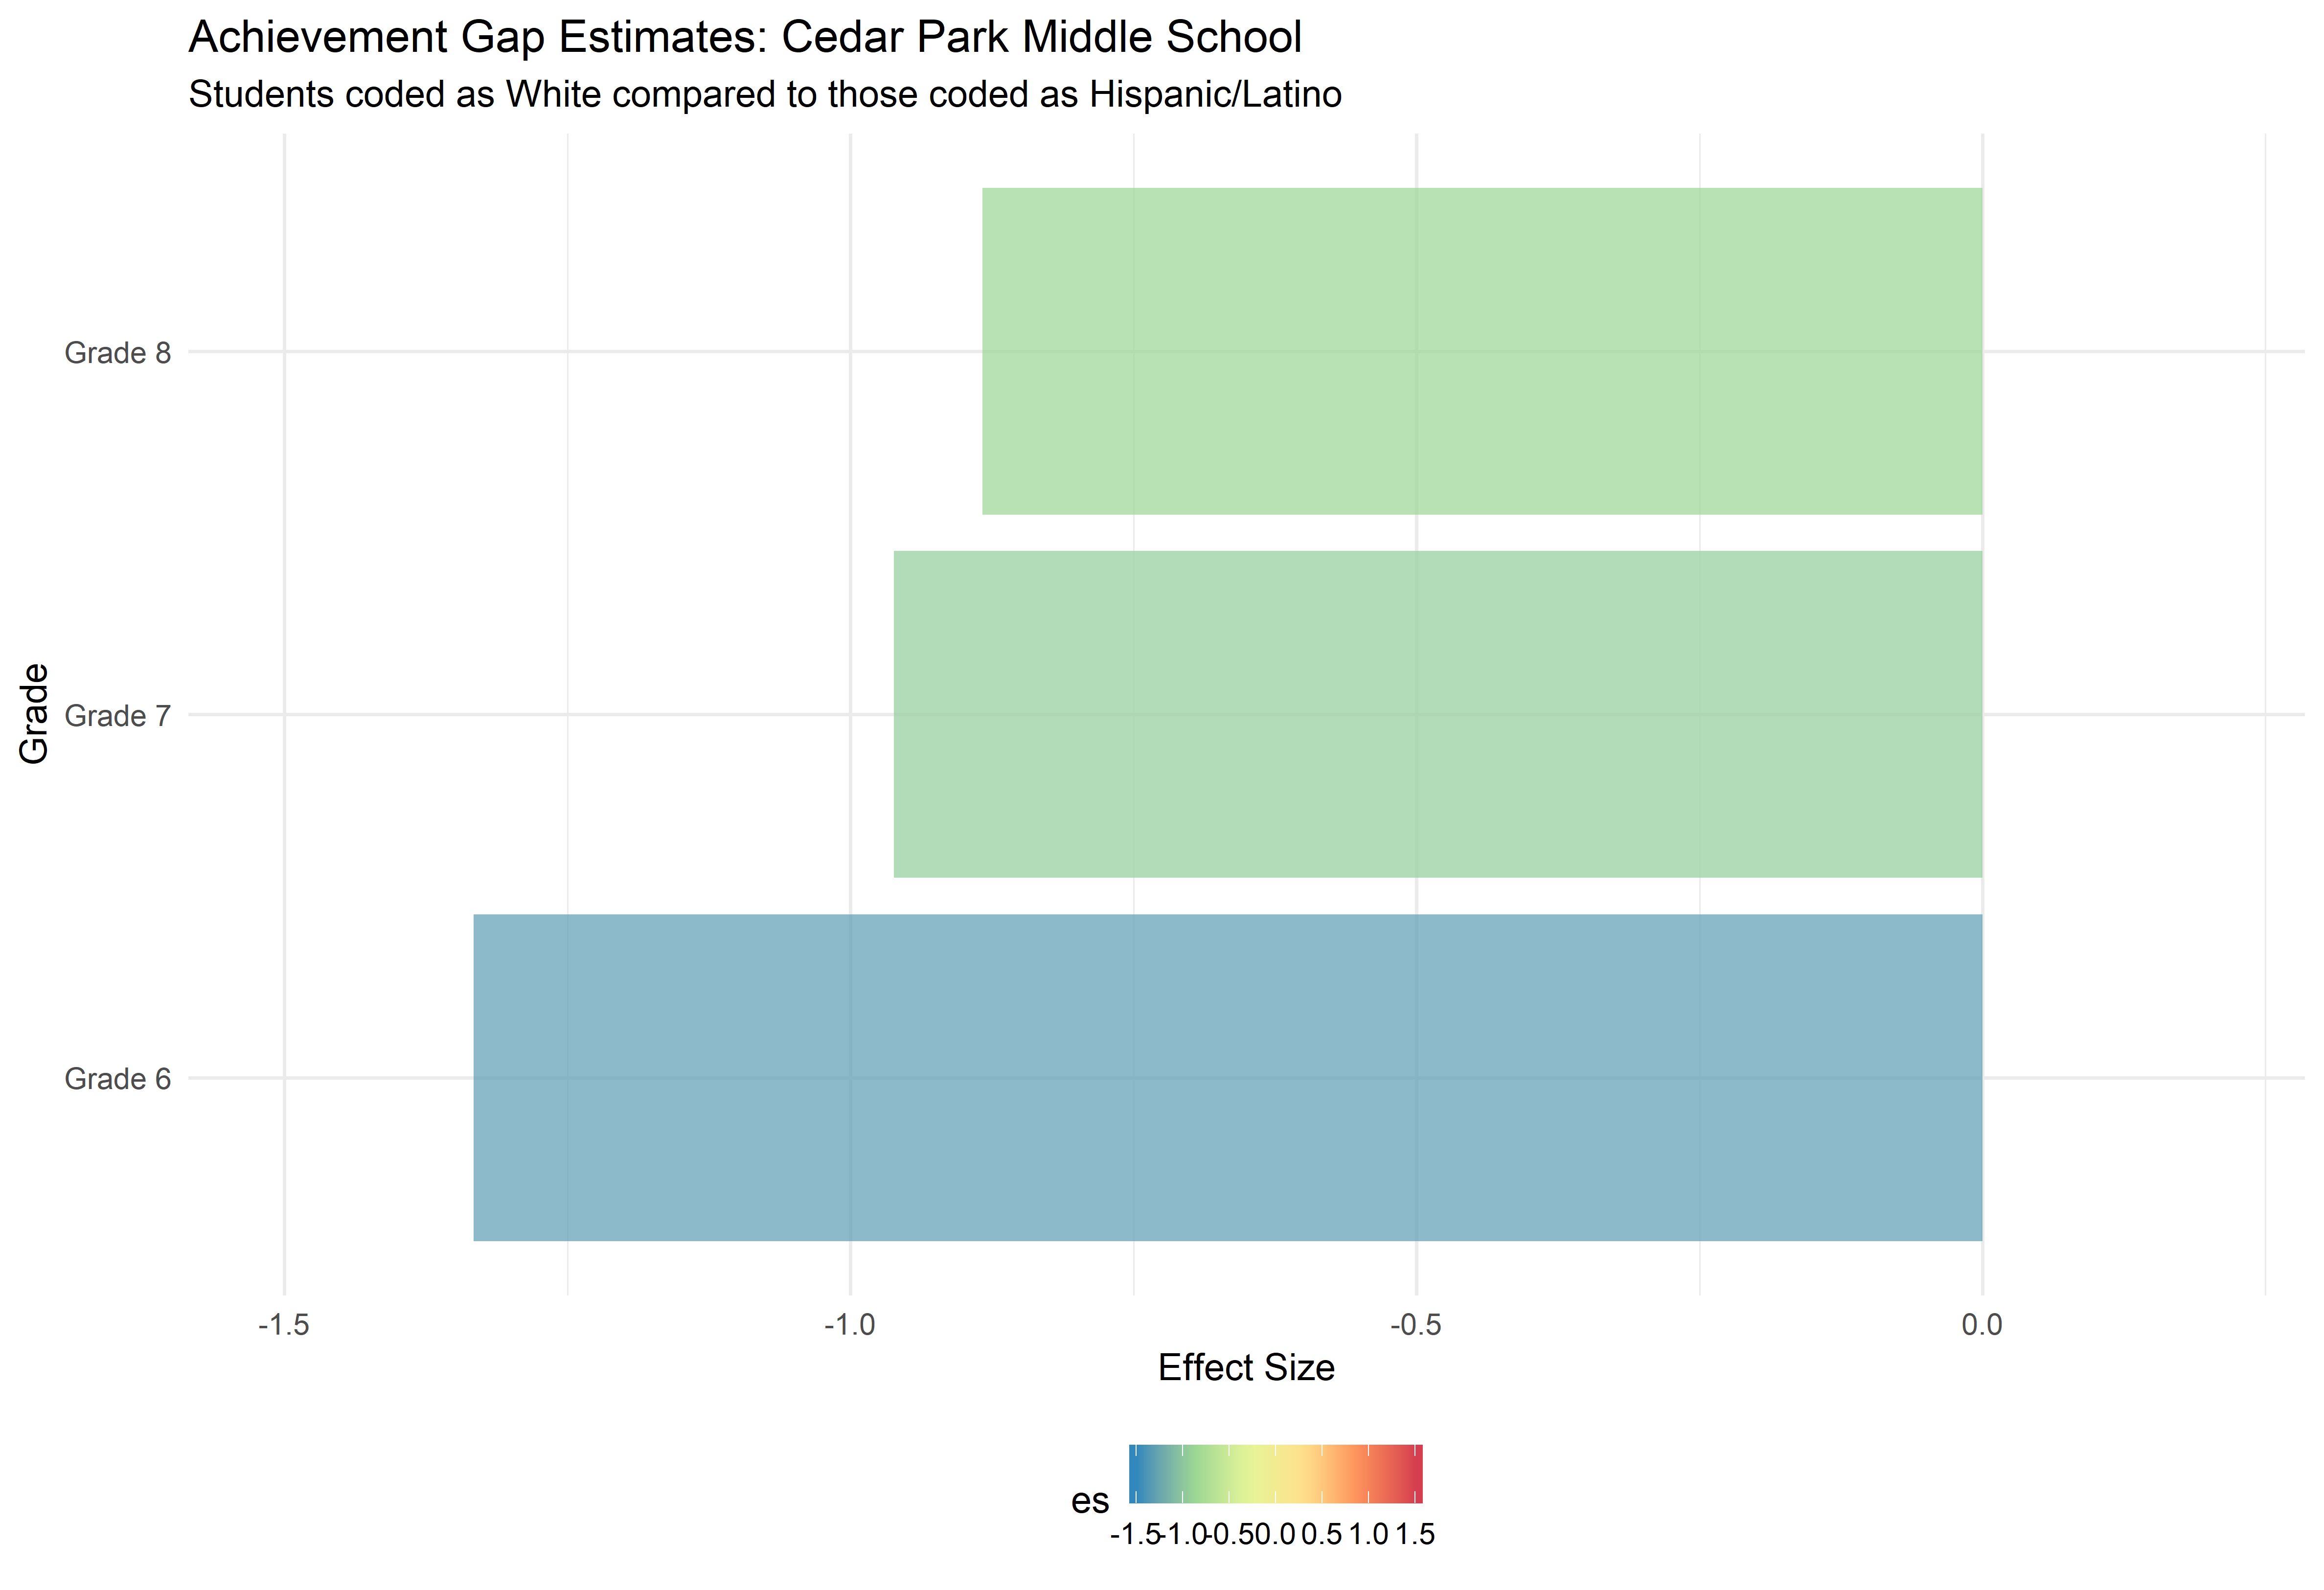 Achievement Gap Estimates: Cedar Park Middle School
Students coded as White compared to those coded as Hispanic/Latino
Grade
Grade 8
Grade 7
Grade 6
-1.5 -1.0 -0.5 0.0
Effect Size
es
-1.5 -1.0 -0.5 0.0 0.5 1.0 1.5